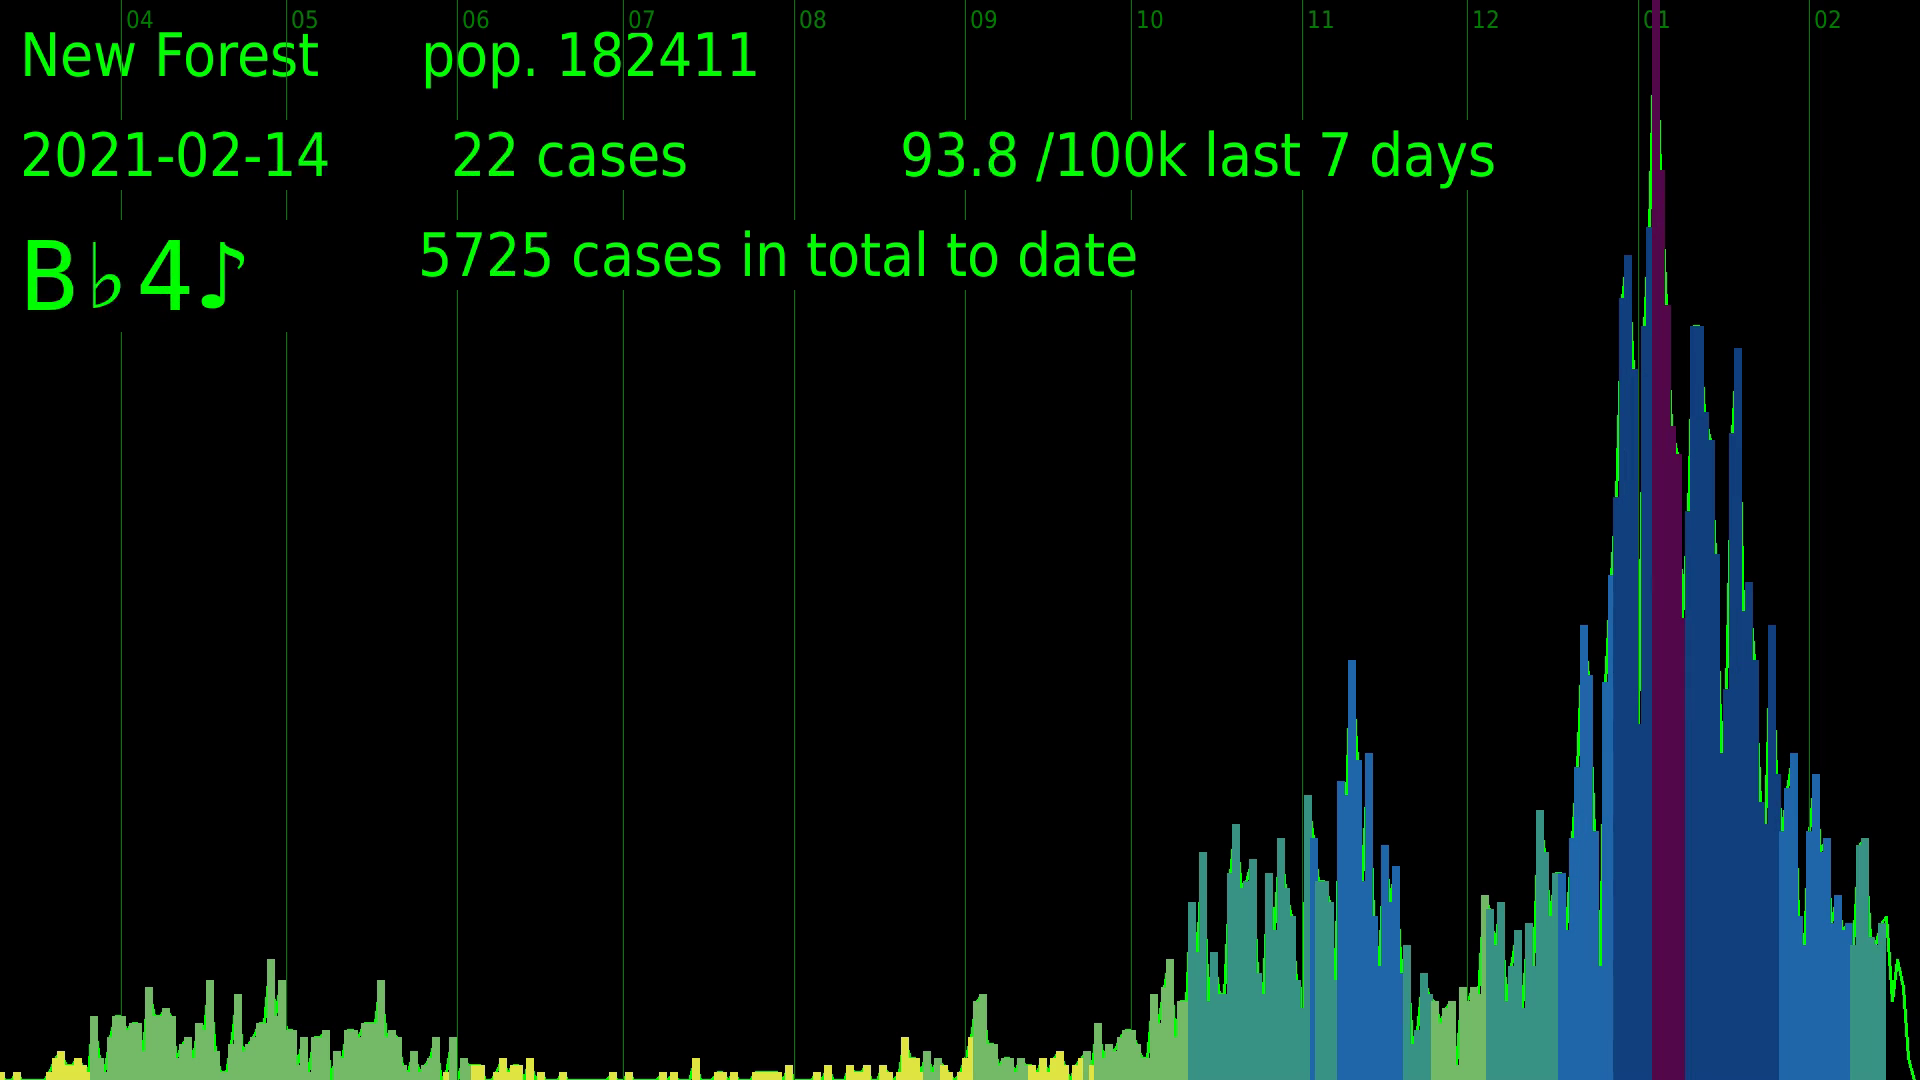 04 05 06 07 08 09 10 11 12 01 02
New Forest pop. 182411
2021-02-14 22 cases 93.8 /100k last 7 days
B♭4♪ 5725 cases in total to date